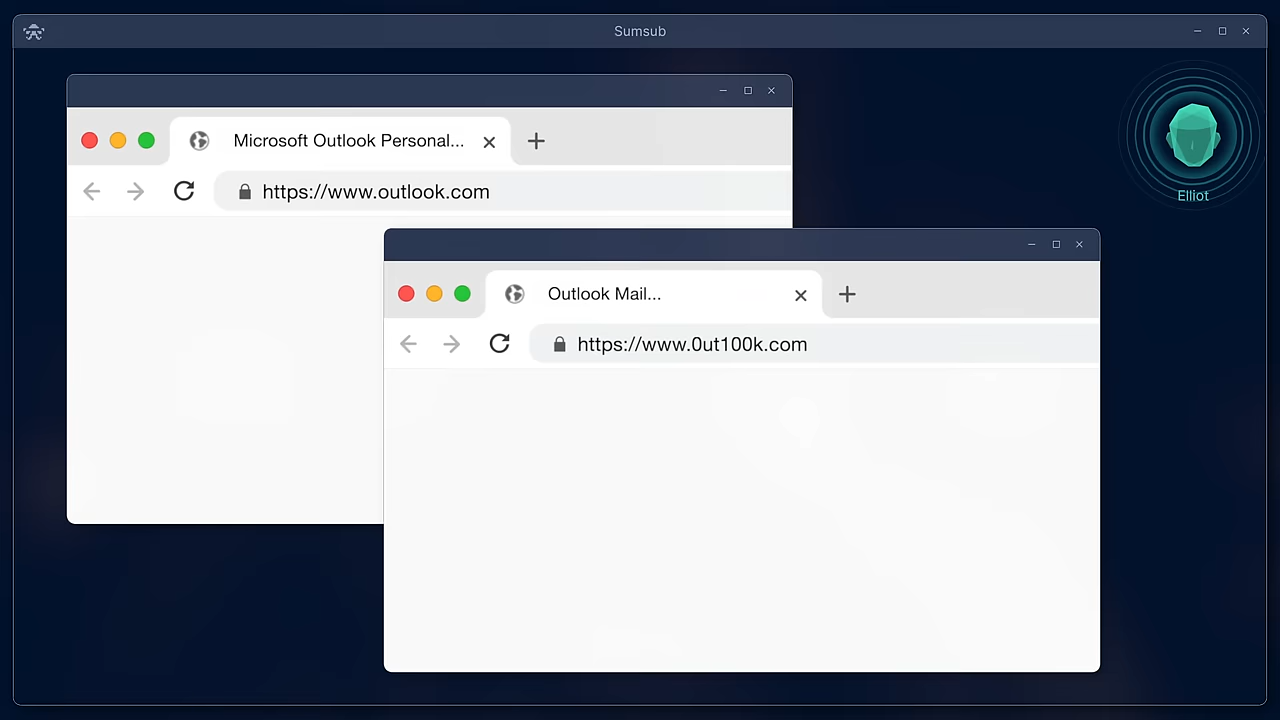 Sumsub
Microsoft Outlook Personal...
https://www.outlook.com
Elliot
Outlook Mail...
https://www.0ut100k.com